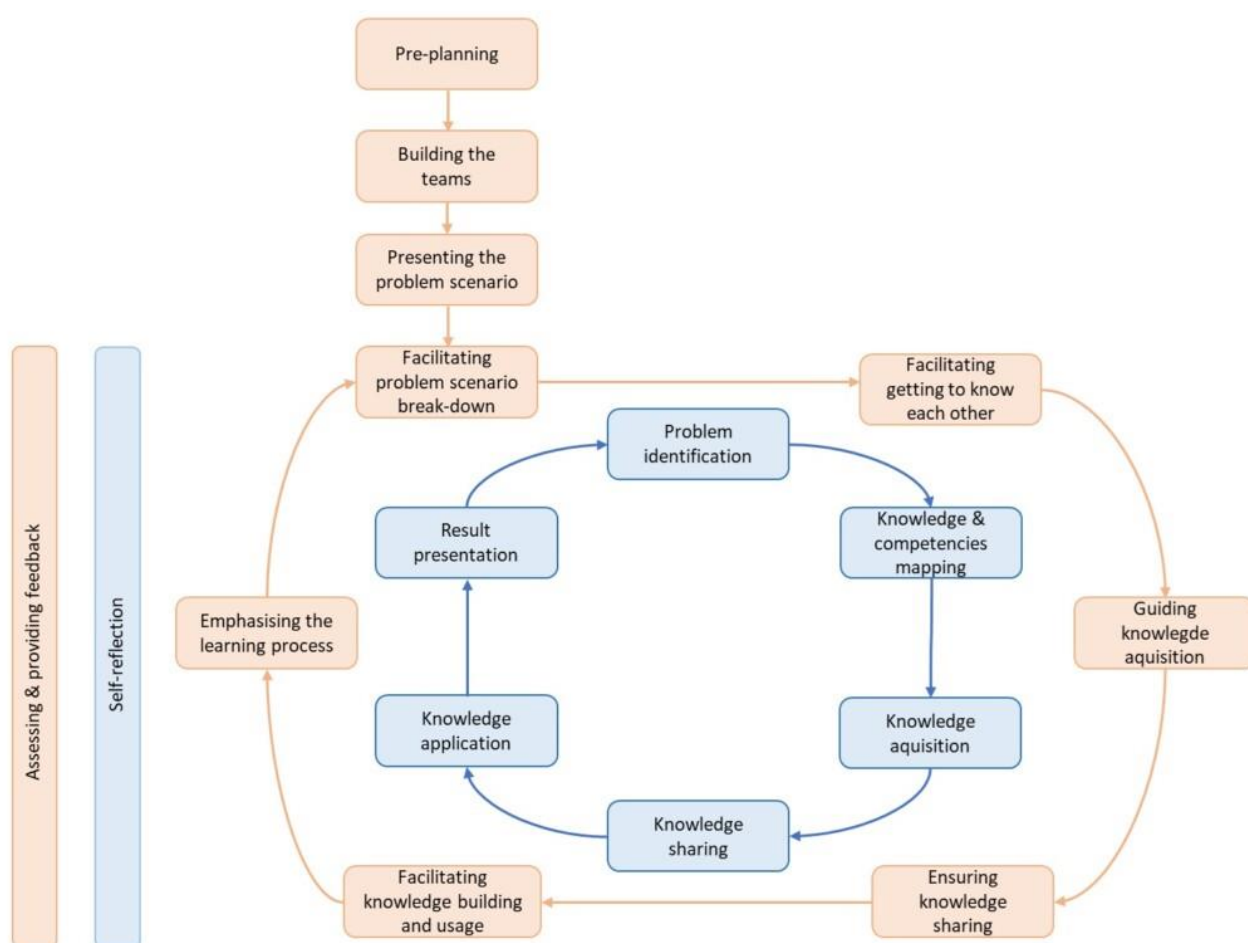 Pre-planning
Building the
teams
Presenting the
problem scenario
Facilitating
problem scenario
break-down
Facilitating
getting to know
each other
Problem
identification
Result
presentation
Knowledge &
competencies
mapping
Emphasising the
learning process
Guiding
knowlegde
aquisition
Knowledge
application
Knowledge
aquisition
Knowledge
sharing
Facilitating
knowledge building
and usage
Ensuring
knowledge
sharing
Assessing & providing feedback
Self-reflection